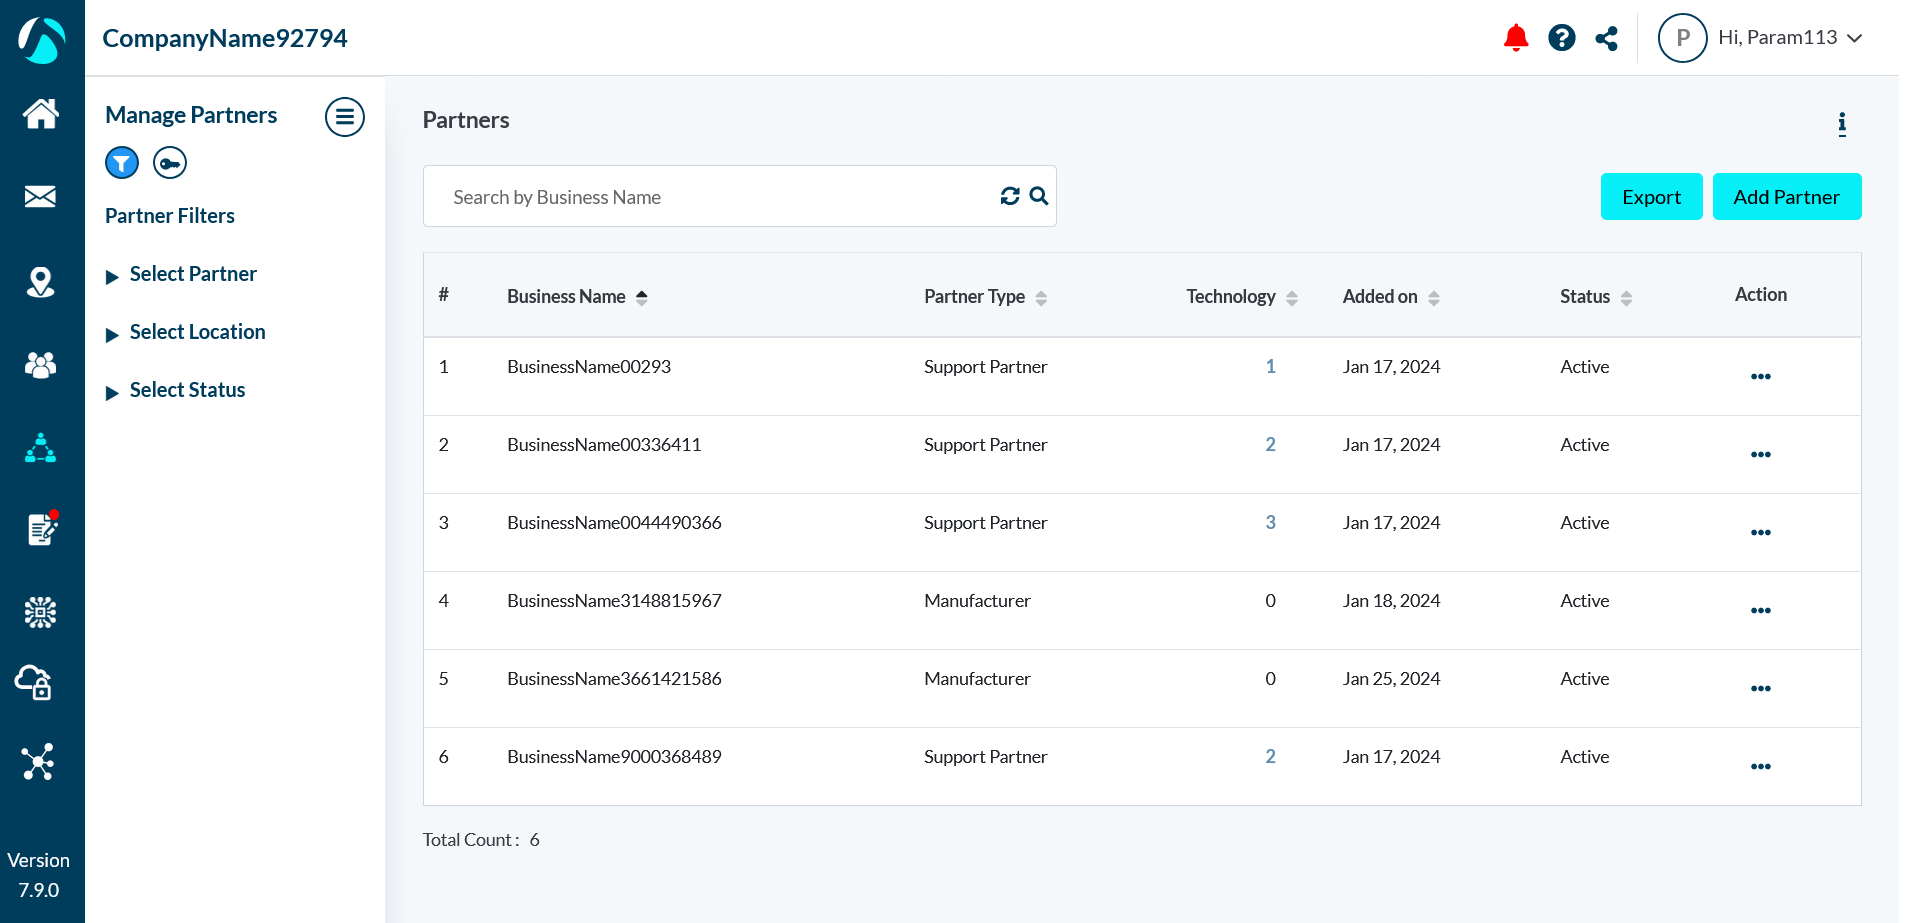 CompanyName92794
P Hi, Param113
Manage Partners
Partner Filters
Select Partner
Select Location
Select Status
Version
7.9.0
Partners
Search by Business Name
Export Add Partner
# Business Name Partner Type Technology Added on Status Action
1 BusinessName00293 Support Partner 1 Jan 17, 2024 Active
2 BusinessName00336411 Support Partner 2 Jan 17, 2024 Active
3 BusinessName0044490366 Support Partner 3 Jan 17, 2024 Active
4 BusinessName3148815967 Manufacturer 0 Jan 18, 2024 Active
5 BusinessName3661421586 Manufacturer 0 Jan 25, 2024 Active
6 BusinessName9000368489 Support Partner 2 Jan 17, 2024 Active
Total Count : 6